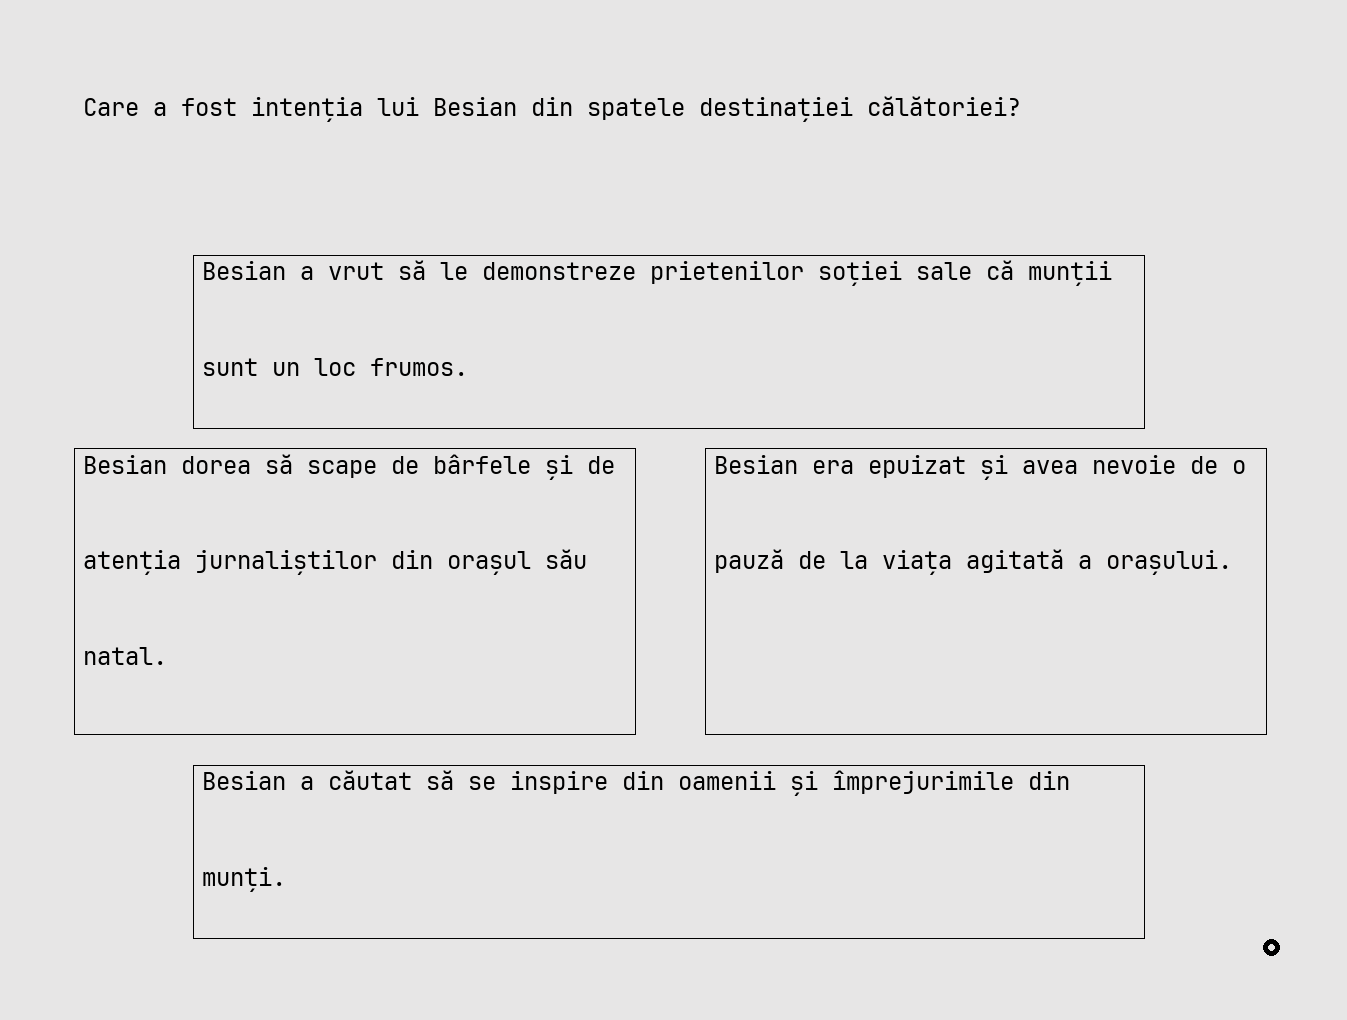 Care a fost intenția lui Besian din spatele destinației călătoriei?
Besian a vrut să le demonstreze prietenilor soției sale că munții
sunt un loc frumos.
Besian dorea să scape de bârfele și de
atenția jurnaliștilor din orașul său
natal.
Besian era epuizat și avea nevoie de o
pauză de la viața agitată a orașului.
Besian a căutat să se inspire din oamenii și împrejurimile din
munți.